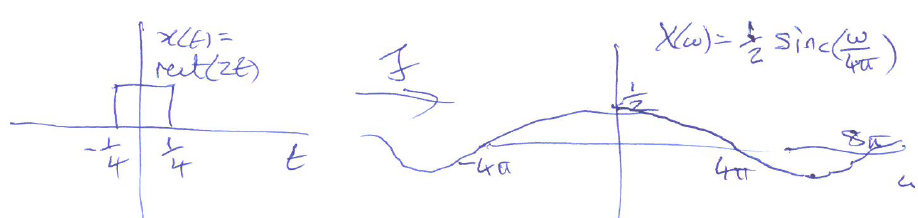 x(t)=
rect(2t)
-1/4
1/4
t
F
X(ω)= 1/2 sinc(ω/4π)
1/2
-4π
4π
8π
ω